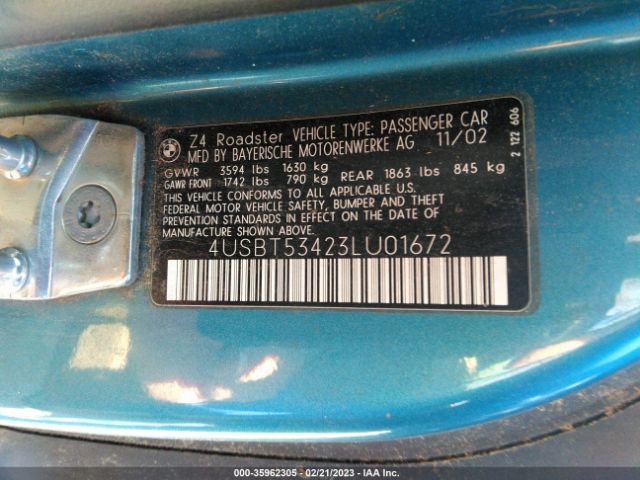 Z4 Roadster VEHICLE TYPE: PASSENGER CAR
MFD BY BAYERISCHE MOTORENWERKE AG 11/02
GVWR 3594 lbs 1630 kg
GAWR FRONT 1742 lbs 790 kg REAR 1863 lbs 845 kg
THIS VEHICLE CONFORMS TO ALL APPLICABLE U.S.
FEDERAL MOTOR VEHICLE SAFETY, BUMPER AND THEFT
PREVENTION STANDARDS IN EFFECT ON THE DATE OF
MANUFACTURE SHOWN ABOVE.
4USBT53423LU01672
2 122 606
000-35962305 - 02/21/2023 - IAA Inc.